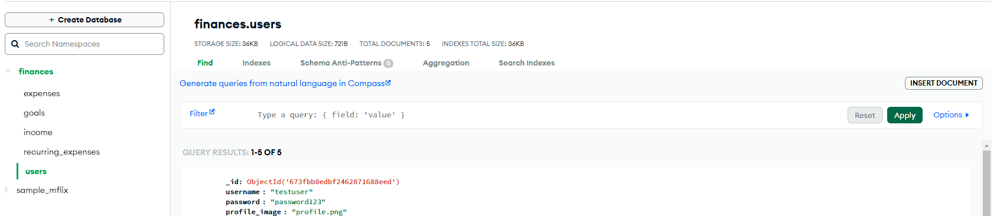 + Create Database
Search Namespaces
finances
expenses
goals
income
recurring_expenses
users
sample_mflix
finances.users
STORAGE SIZE: 36KB LOGICAL DATA SIZE: 721B TOTAL DOCUMENTS: 5 INDEXES TOTAL SIZE: 36KB
Find Indexes Schema Anti-Patterns 0 Aggregation Search Indexes
Generate queries from natural language in Compass
INSERT DOCUMENT
Filter Type a query: { field: 'value' } Reset Apply Options
QUERY RESULTS: 1-5 OF 5
_id: ObjectId('673fbb0edbf2462871688eed')
username : "testuser"
password : "password123"
profile_image : "profile.png"